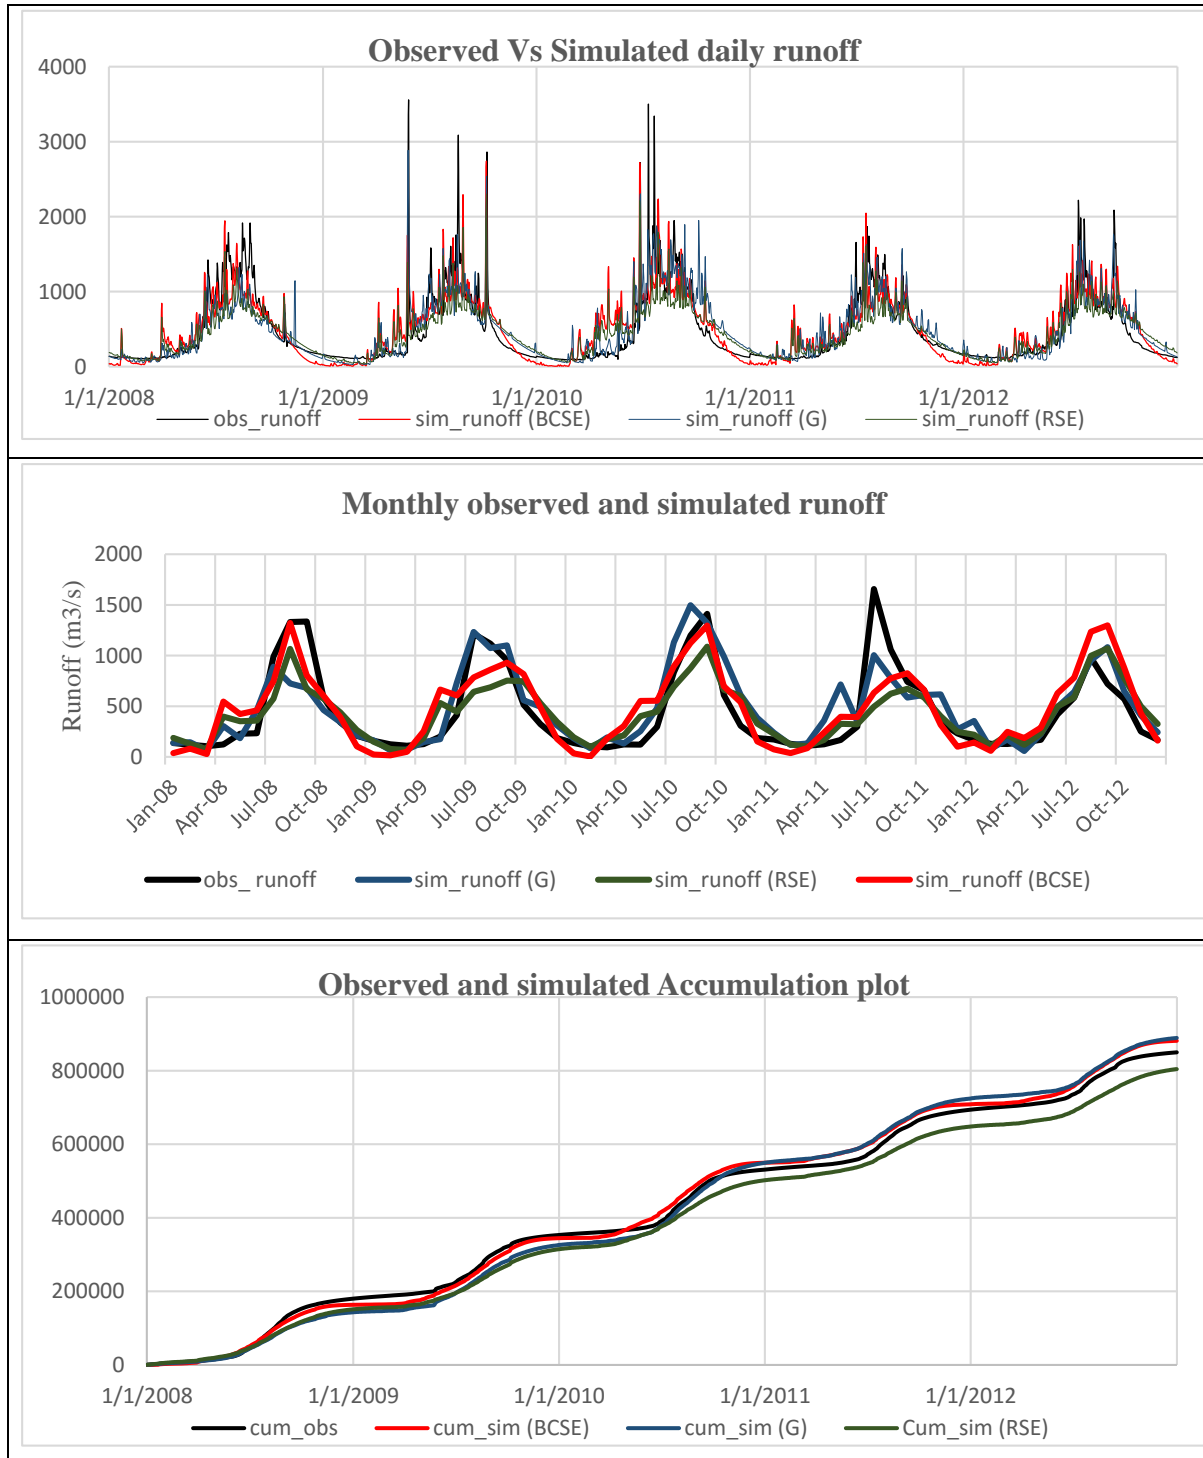 Observed Vs Simulated daily runoff
4000
3000
2000
1000
0
1/1/2008 1/1/2009 1/1/2010 1/1/2011 1/1/2012
obs_runoff sim_runoff (BCSE) sim_runoff (G) sim_runoff (RSE)
Monthly observed and simulated runoff
Runoff (m3/s)
2000
1500
1000
500
0
Jan-08 Apr-08 Jul-08 Oct-08 Jan-09 Apr-09 Jul-09 Oct-09 Jan-10 Apr-10 Jul-10 Oct-10 Jan-11 Apr-11 Jul-11 Oct-11 Jan-12 Apr-12 Jul-12 Oct-12
obs_ runoff sim_runoff (G) sim_runoff (RSE) sim_runoff (BCSE)
Observed and simulated Accumulation plot
1000000
800000
600000
400000
200000
0
1/1/2008 1/1/2009 1/1/2010 1/1/2011 1/1/2012
cum_obs cum_sim (BCSE) cum_sim (G) Cum_sim (RSE)